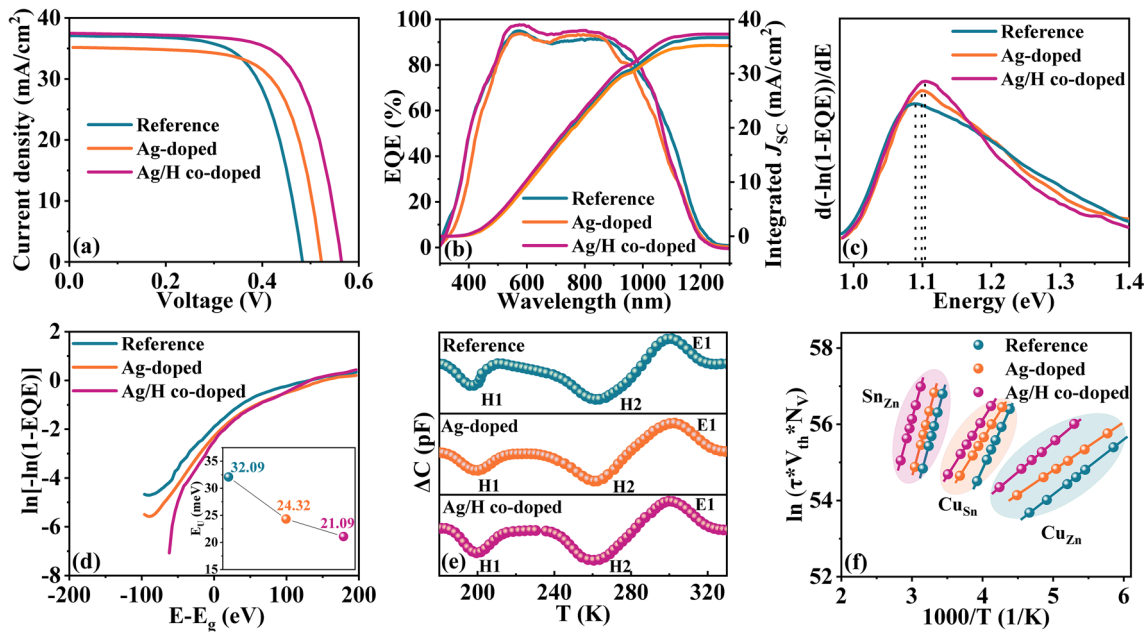 Current density (mA/cm²)
40
35
30
25
20
15
10
5
0
Reference
Ag-doped
Ag/H co-doped
(a)
0.0 0.2 0.4 0.6
Voltage (V)
EQE (%)
100
80
60
40
20
0
Reference
Ag-doped
Ag/H co-doped
(b)
400 600 800 1000 1200
Wavelength (nm)
40
30
20
10
0
Integrated J_SC (mA/cm²)
d(-ln(1-EQE))/dE
Reference
Ag-doped
Ag/H co-doped
(c)
1.0 1.1 1.2 1.3 1.4
Energy (eV)
ln[-ln(1-EQE)]
2
0
-2
-4
-6
-8
Reference
Ag-doped
Ag/H co-doped
E_U (meV)
35
30
25
20
15
32.09
24.32
21.09
(d)
-200 -100 0 100 200
E-E_g (eV)
ΔC (pF)
Reference
H1 H2 E1
Ag-doped
H1 H2 E1
Ag/H co-doped
H1 H2 E1
(e)
200 240 280 320
T (K)
ln (τ*V_th*N_V)
58
56
54
52
Reference
Ag-doped
Ag/H co-doped
Sn_Zn
Cu_Sn
Cu_Zn
(f)
2 3 4 5 6
1000/T (1/K)